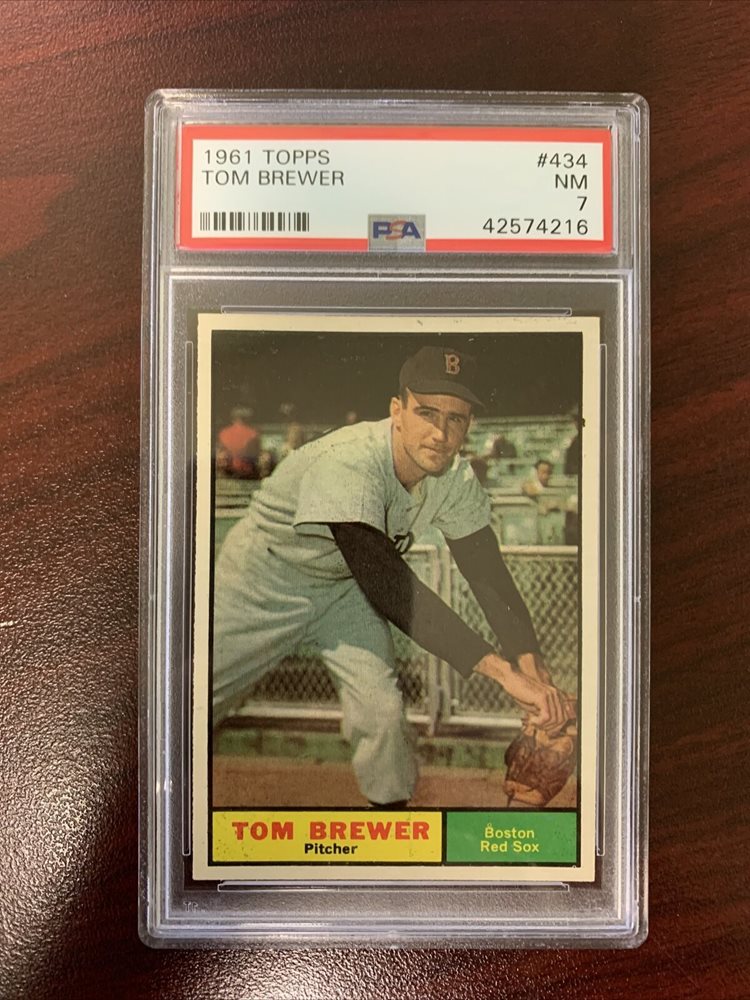 1961 TOPPS #434
TOM BREWER NM
7
PSA 42574216
B
TOM BREWER
Pitcher
Boston
Red Sox